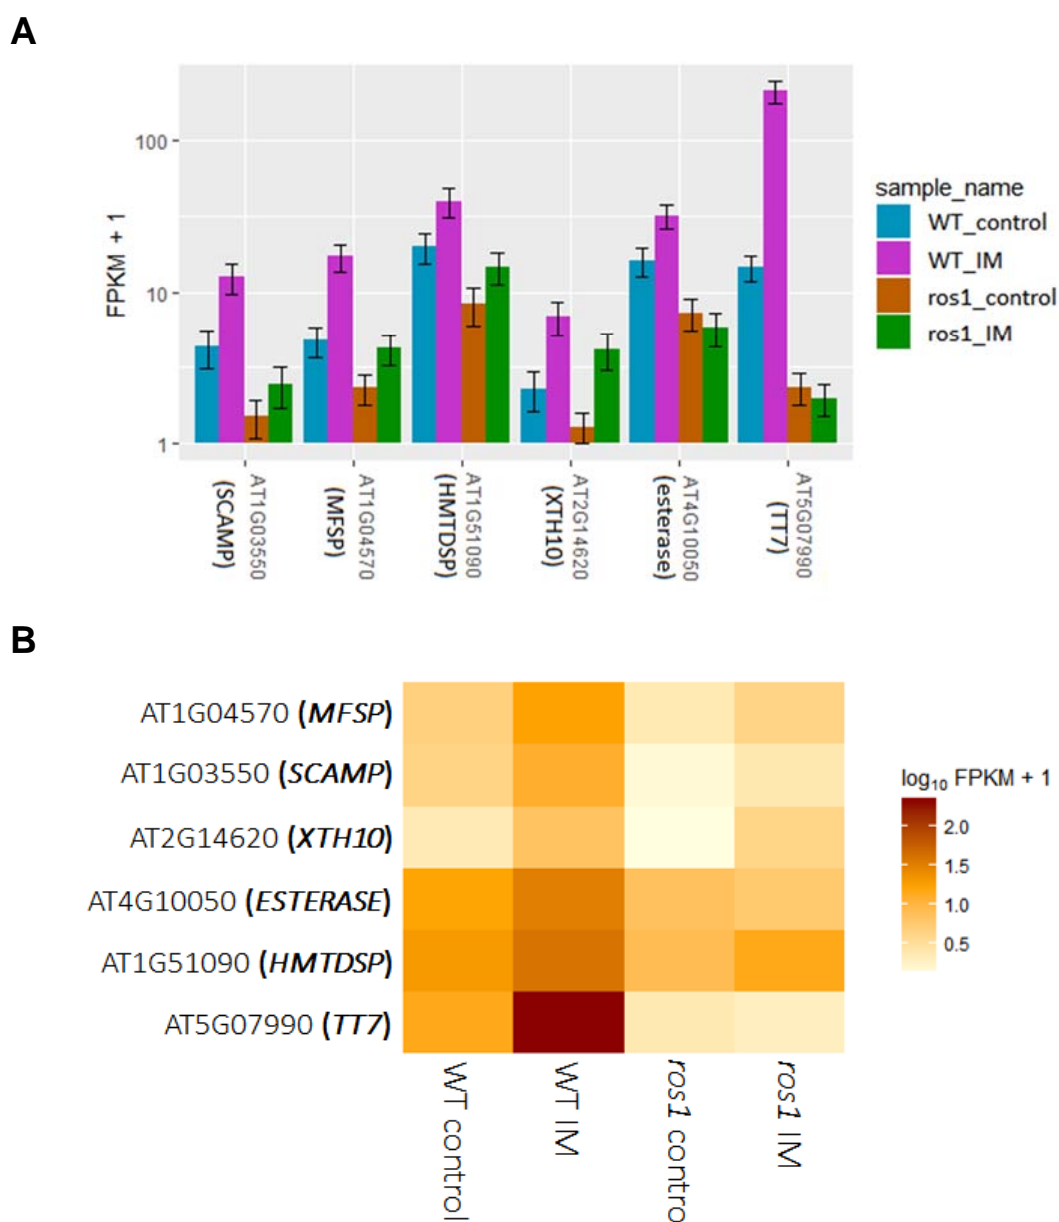 A
100
10
1
FPKM + 1
sample_name
WT_control
WT_IM
ros1_control
ros1_IM
AT1G03550
(SCAMP)
AT1G04570
(MFSP)
AT1G51090
(HMTDSP)
AT2G14620
(XTH10)
AT4G10050
(esterase)
AT5G07990
(TT7)
B
AT1G04570 (MFSP)
AT1G03550 (SCAMP)
AT2G14620 (XTH10)
AT4G10050 (ESTERASE)
AT1G51090 (HMTDSP)
AT5G07990 (TT7)
log₁₀ FPKM + 1
2.0
1.5
1.0
0.5
WT control
WT IM
ros1 contro
ros1 IM